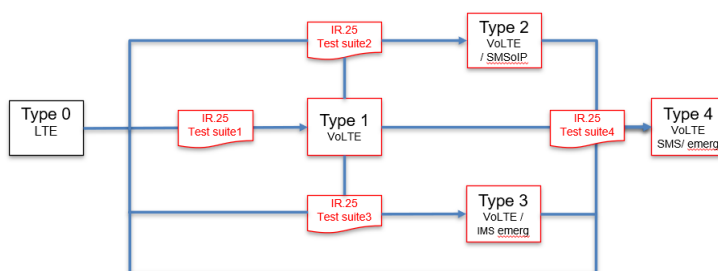 IR.25
Test suite2
Type 2
VoLTE
/ SMSoIP
Type 0
LTE
IR.25
Test suite1
Type 1
VoLTE
IR.25
Test suite4
Type 4
VoLTE
SMS/ emerg
IR.25
Test suite3
Type 3
VoLTE /
IMS emerg